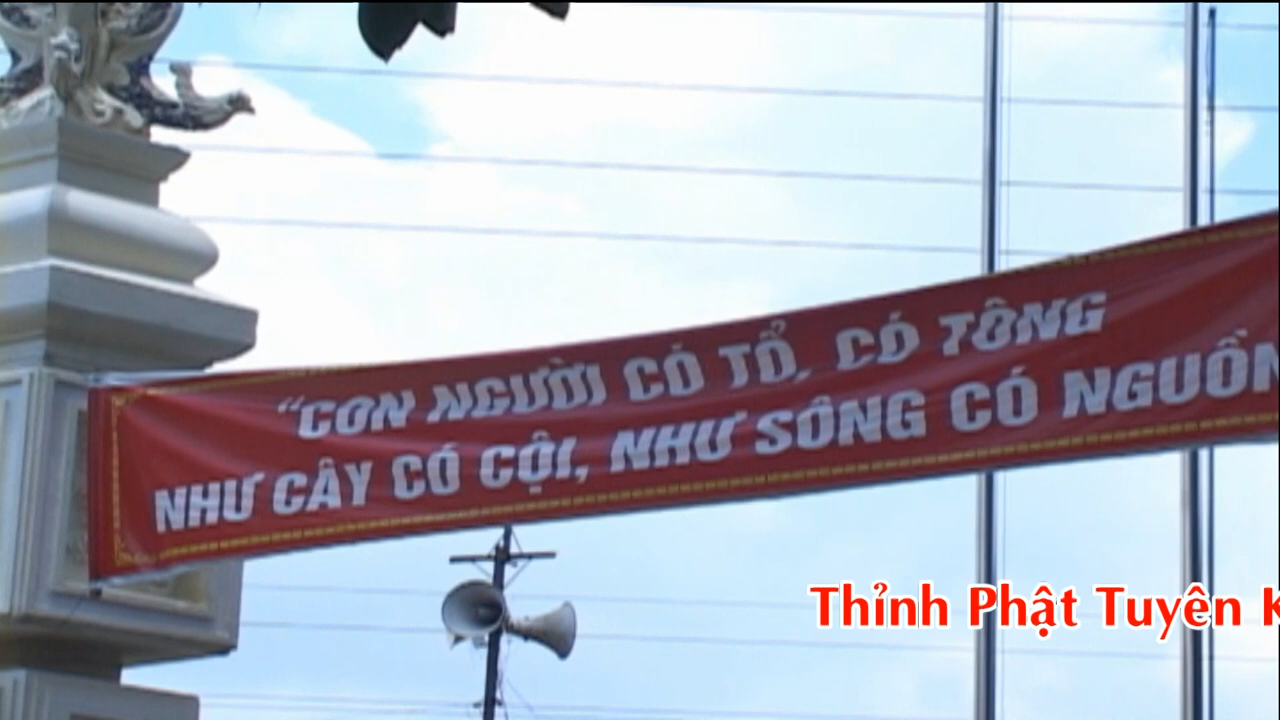 “CON NGƯỜI CÓ TỔ, CÓ TÔNG
NHƯ CÂY CÓ CỘI, NHƯ SÔNG CÓ NGUỒN
Thỉnh Phật Tuyên K